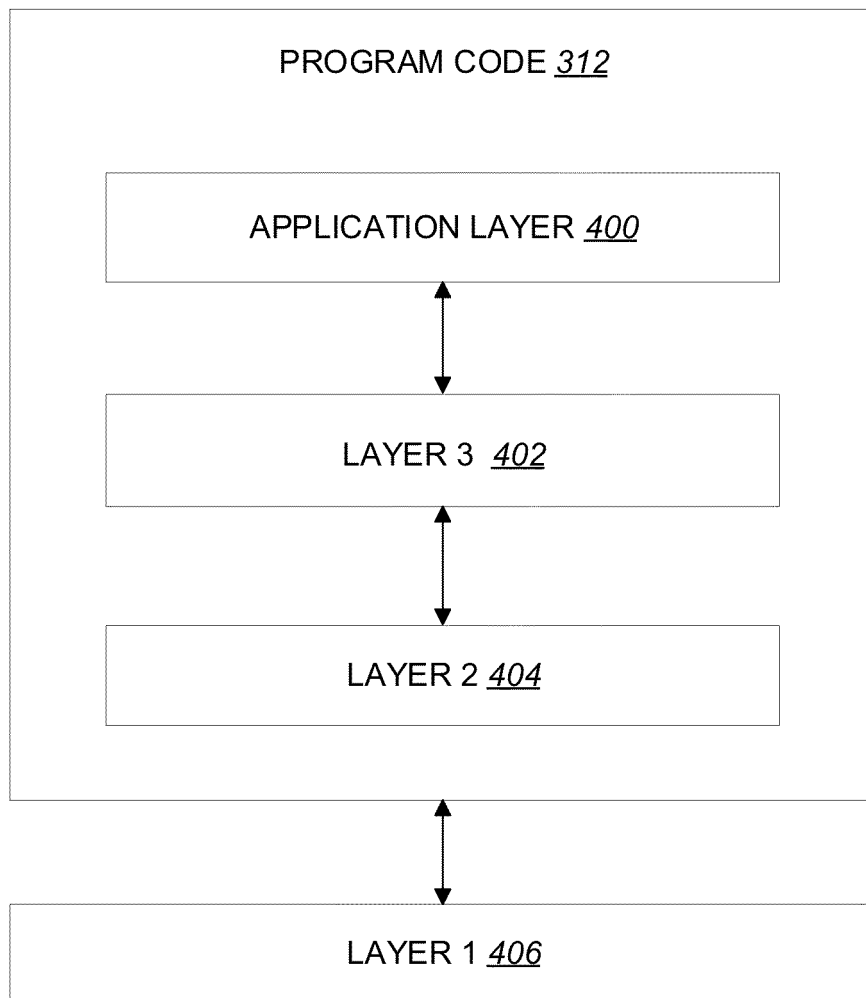 PROGRAM CODE 312
APPLICATION LAYER 400
LAYER 3 402
LAYER 2 404
LAYER 1 406